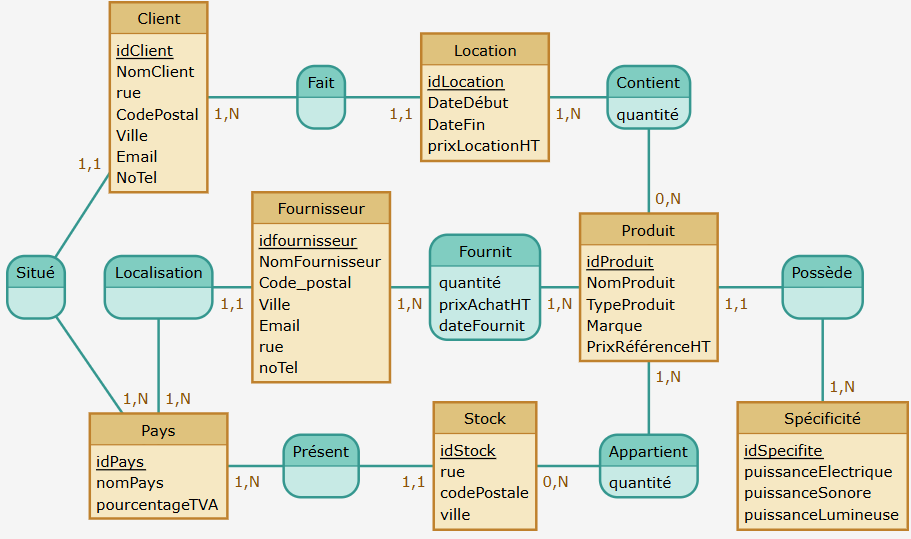 Client
idClient
NomClient
rue
CodePostal
Ville
Email
NoTel
1,N
Fait
1,1
Location
idLocation
DateDébut
DateFin
prixLocationHT
1,N
Contient
quantité
0,N
1,1
Situé
Localisation
1,1
Fournisseur
idfournisseur
NomFournisseur
Code_postal
Ville
Email
rue
noTel
1,N
Fournit
quantité
prixAchatHT
dateFournit
1,N
Produit
idProduit
NomProduit
TypeProduit
Marque
PrixRéférenceHT
1,1
Possède
1,N
1,N
1,N
1,N
Pays
idPays
nomPays
pourcentageTVA
1,N
Présent
1,1
Stock
idStock
rue
codePostale
ville
0,N
Appartient
quantité
Spécificité
idSpecifite
puissanceElectrique
puissanceSonore
puissanceLumineuse